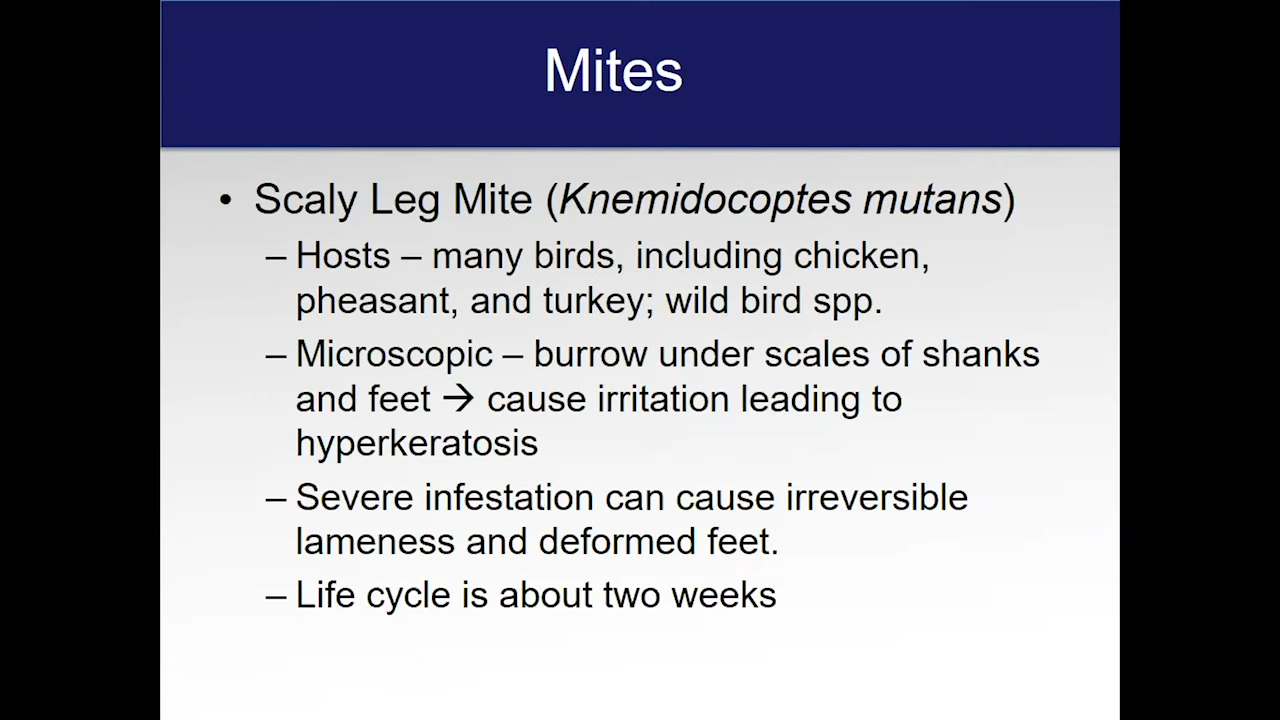 Mites
• Scaly Leg Mite (Knemidocoptes mutans)
– Hosts – many birds, including chicken,
pheasant, and turkey; wild bird spp.
– Microscopic – burrow under scales of shanks
and feet → cause irritation leading to
hyperkeratosis
– Severe infestation can cause irreversible
lameness and deformed feet.
– Life cycle is about two weeks